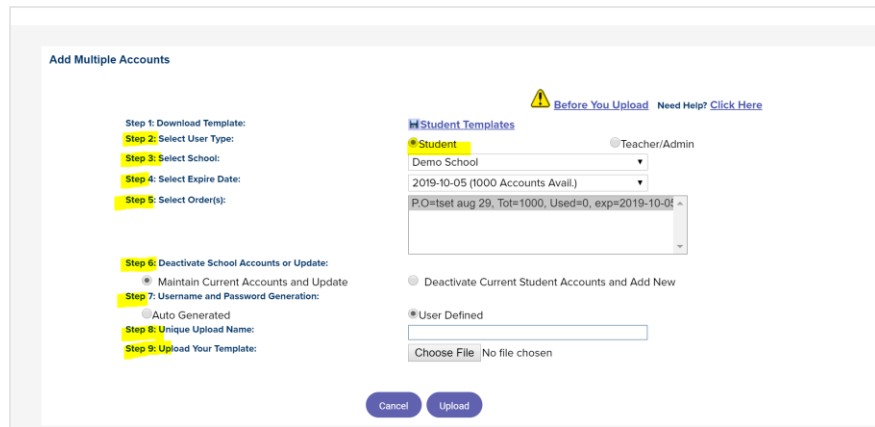 Add Multiple Accounts
Before You Upload Need Help? Click Here
Step 1: Download Template: Student Templates
Step 2: Select User Type: Student Teacher/Admin
Step 3: Select School: Demo School
Step 4: Select Expire Date: 2019-10-05 (1000 Accounts Avail.)
Step 5: Select Order(s): P.O=tset aug 29, Tot=1000, Used=0, exp=2019-10-05
Step 6: Deactivate School Accounts or Update:
Maintain Current Accounts and Update Deactivate Current Student Accounts and Add New
Step 7: Username and Password Generation:
Auto Generated User Defined
Step 8: Unique Upload Name:
Step 9: Upload Your Template: Choose File No file chosen
Cancel Upload